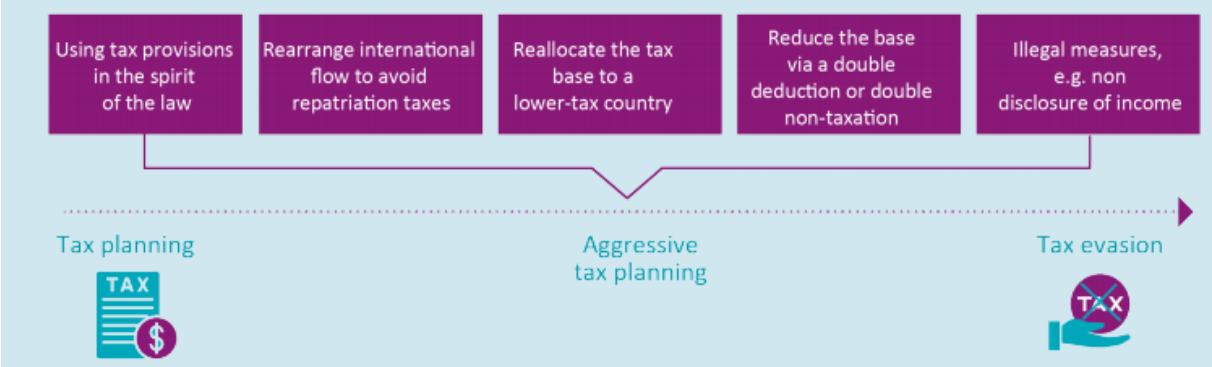 Using tax provisions
in the spirit
of the law
Rearrange international
flow to avoid
repatriation taxes
Reallocate the tax
base to a
lower-tax country
Reduce the base
via a double
deduction or double
non-taxation
Illegal measures,
e.g. non
disclosure of income
Tax planning
Aggressive
tax planning
Tax evasion
TAX
$
TAX